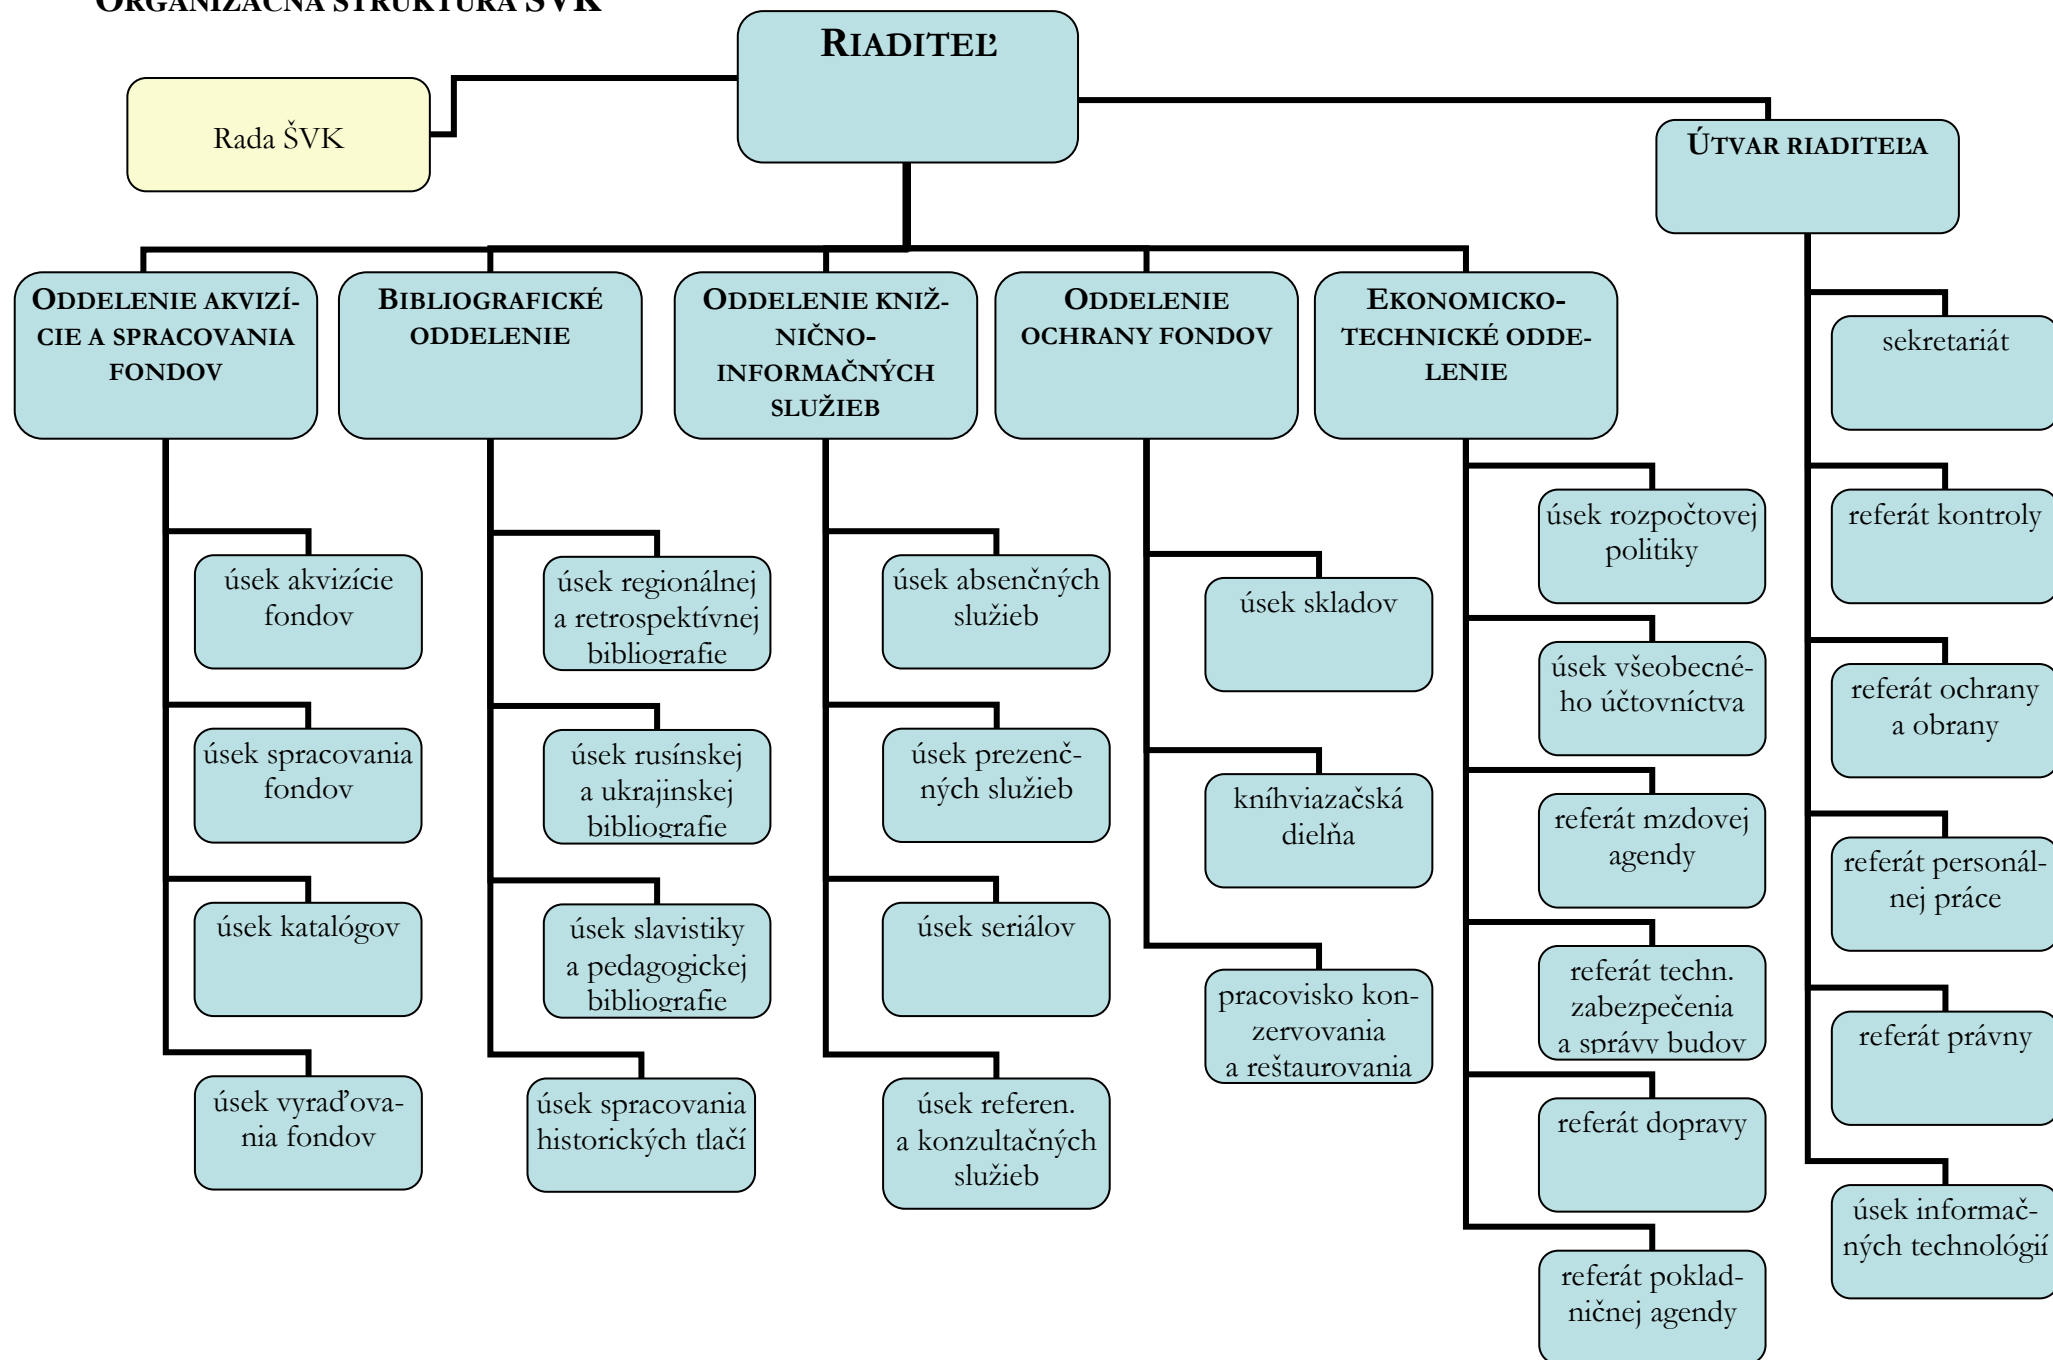 ORGANIZAČNÁ ŠTRUKTÚRA ŠVK
RIADITEĽ
Rada ŠVK
ÚTVAR RIADITEĽA
ODDELENIE AKVIZÍ-
CIE A SPRACOVANIA
FONDOV
BIBLIOGRAFICKÉ
ODDELENIE
ODDELENIE KNIŽ-
NIČNO-
INFORMAČNÝCH
SLUŽIEB
ODDELENIE
OCHRANY FONDOV
EKONOMICKO-
TECHNICKÉ ODDE-
LENIE
úsek akvizície
fondov
úsek spracovania
fondov
úsek katalógov
úsek vyraďova-
nia fondov
úsek regionálnej
a retrospektívnej
bibliografie
úsek rusínskej
a ukrajinskej
bibliografie
úsek slavistiky
a pedagogickej
bibliografie
úsek spracovania
historických tlačí
úsek absenčných
služieb
úsek prezenč-
ných služieb
úsek seriálov
úsek referen.
a konzultačných
služieb
úsek skladov
kníhviazačská
dielňa
pracovisko kon-
zervovania
a reštaurovania
úsek rozpočtovej
politiky
úsek všeobecné-
ho účtovníctva
referát mzdovej
agendy
referát techn.
zabezpečenia
a správy budov
referát dopravy
referát poklad-
ničnej agendy
sekretariát
referát kontroly
referát ochrany
a obrany
referát personál-
nej práce
referát právny
úsek informač-
ných technológií